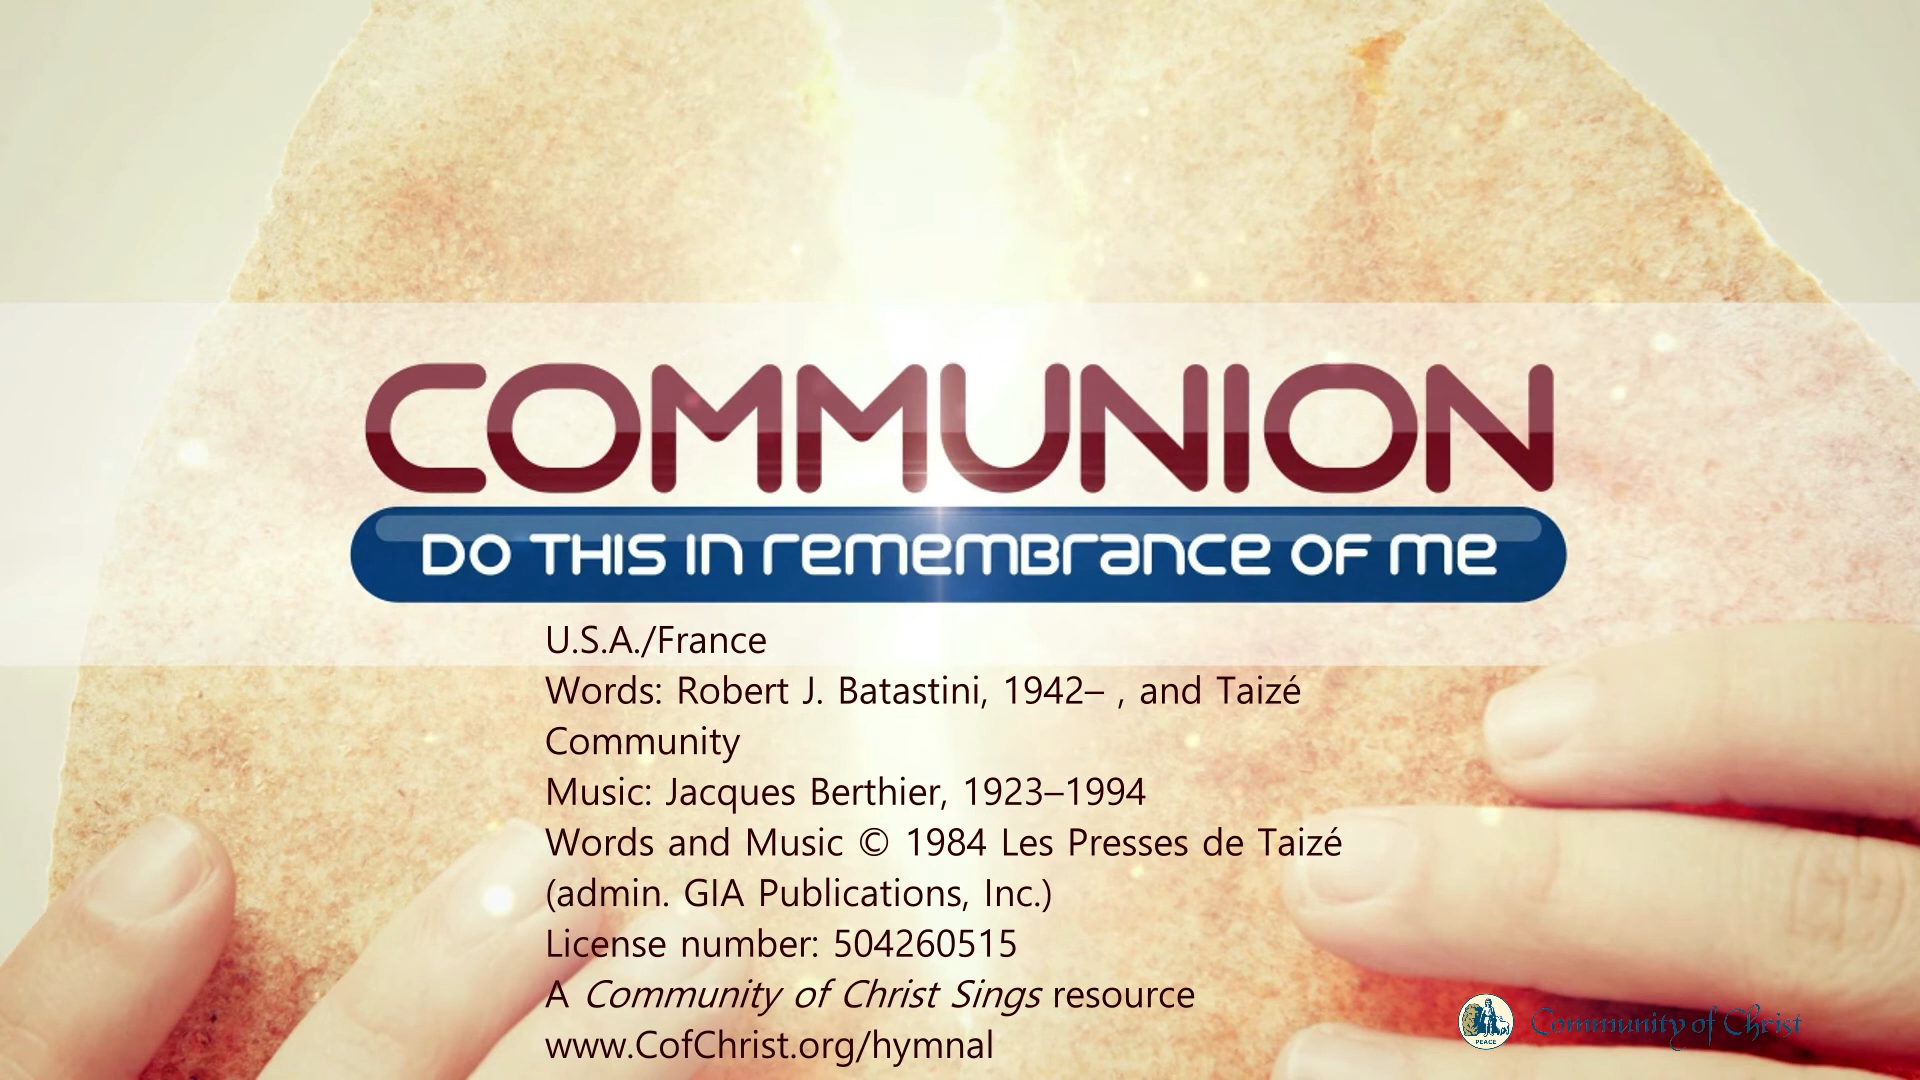 COMMUNION
DO THIS IN rememBrance OF me
U.S.A./France
Words: Robert J. Batastini, 1942– , and Taizé
Community
Music: Jacques Berthier, 1923–1994
Words and Music © 1984 Les Presses de Taizé
(admin. GIA Publications, Inc.)
License number: 504260515
A Community of Christ Sings resource
www.CofChrist.org/hymnal
PEACE
Community of Christ